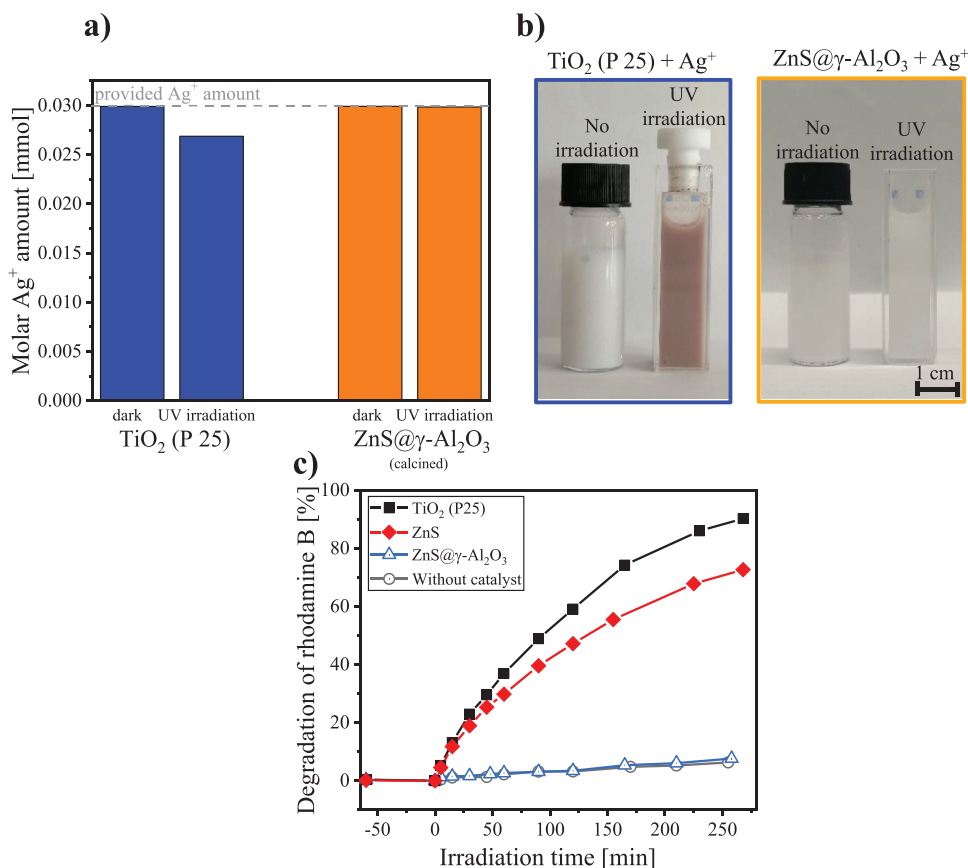 a)
Molar Ag⁺ amount [mmol]
0.030
0.025
0.020
0.015
0.010
0.005
0.000
provided Ag⁺ amount
dark UV irradiation
TiO₂ (P 25)
dark UV irradiation
ZnS@γ-Al₂O₃
(calcined)
b)
TiO₂ (P 25) + Ag⁺
No
irradiation
UV
irradiation
ZnS@γ-Al₂O₃ + Ag⁺
No
irradiation
UV
irradiation
1 cm
c)
Degradation of rhodamine B [%]
100
80
60
40
20
0
TiO₂ (P25)
ZnS
ZnS@γ-Al₂O₃
Without catalyst
-50 0 50 100 150 200 250
Irradiation time [min]